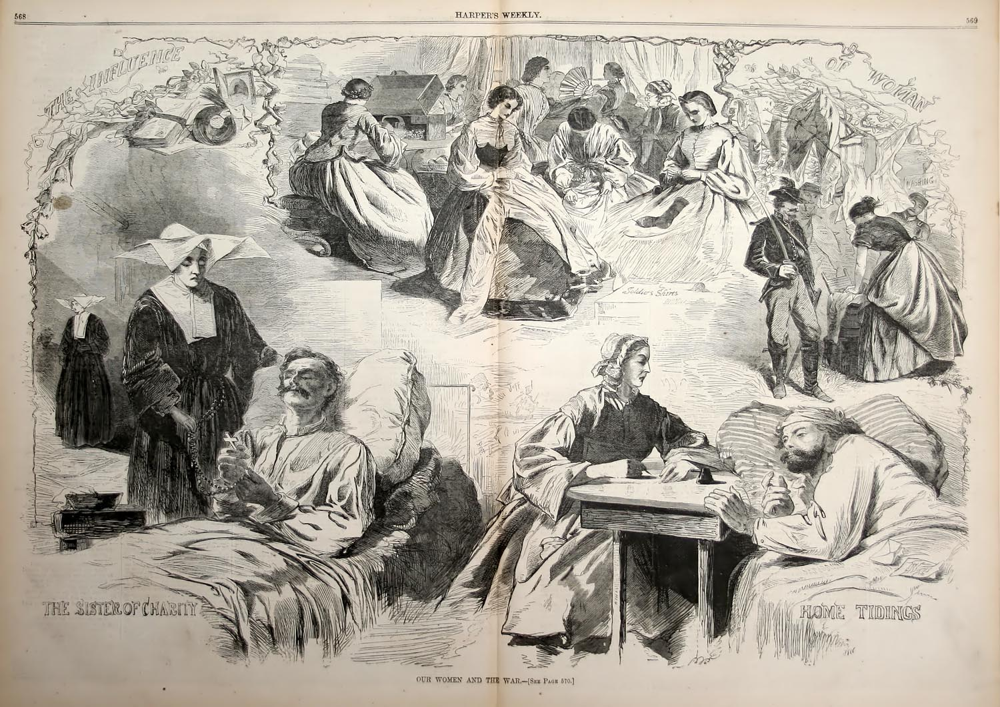 568
HARPER'S WEEKLY.
569
THE INFLUENCE
OF WOMAN
WASHING
Soldiers Shirts
THE SISTER OF CHARITY
HOME TIDINGS
OUR WOMEN AND THE WAR.—[SEE PAGE 570.]